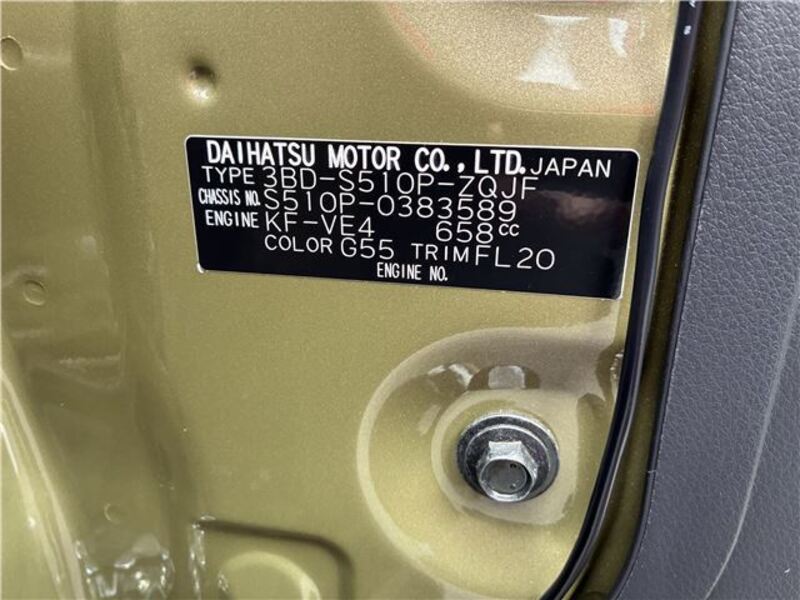 DAIHATSU MOTOR CO., LTD. JAPAN
TYPE 3BD-S510P-ZQJF
CHASSIS NO. S510P-0383589
ENGINE KF-VE4 658cc
COLOR G55 TRIM FL20
ENGINE NO.